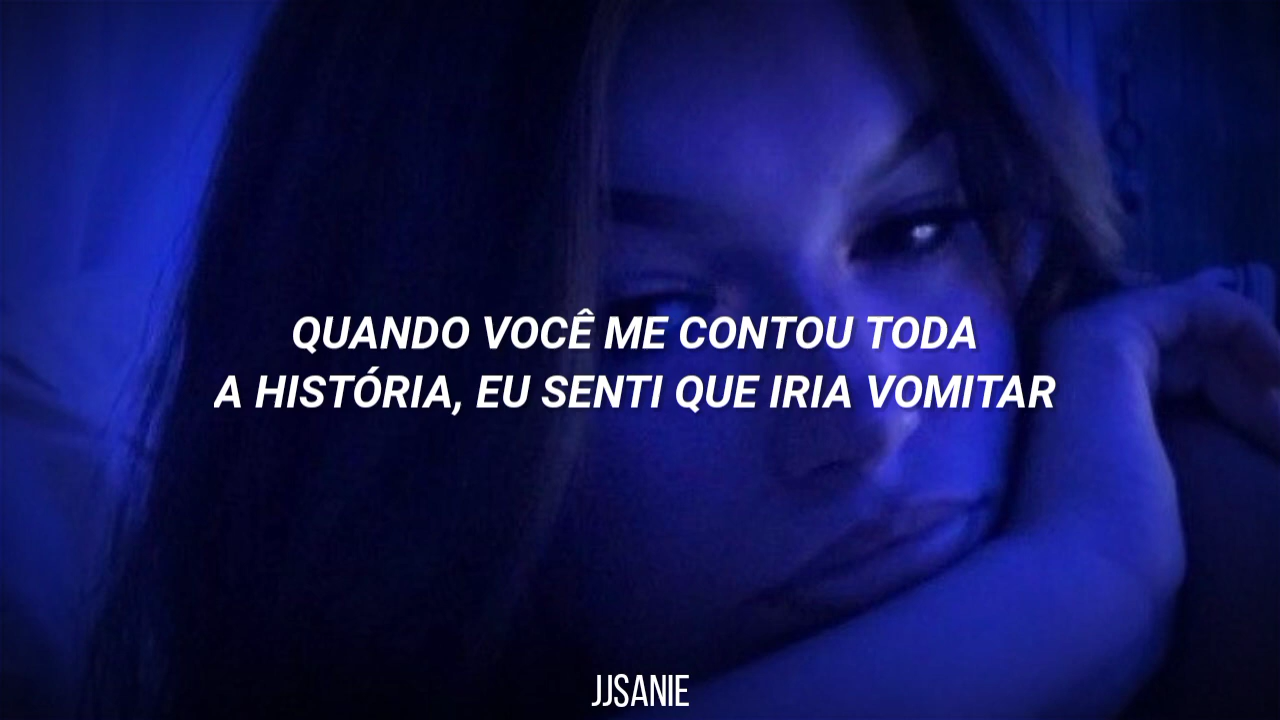 QUANDO VOCÊ ME CONTOU TODA
A HISTÓRIA, EU SENTI QUE IRIA VOMITAR
JJSANIE